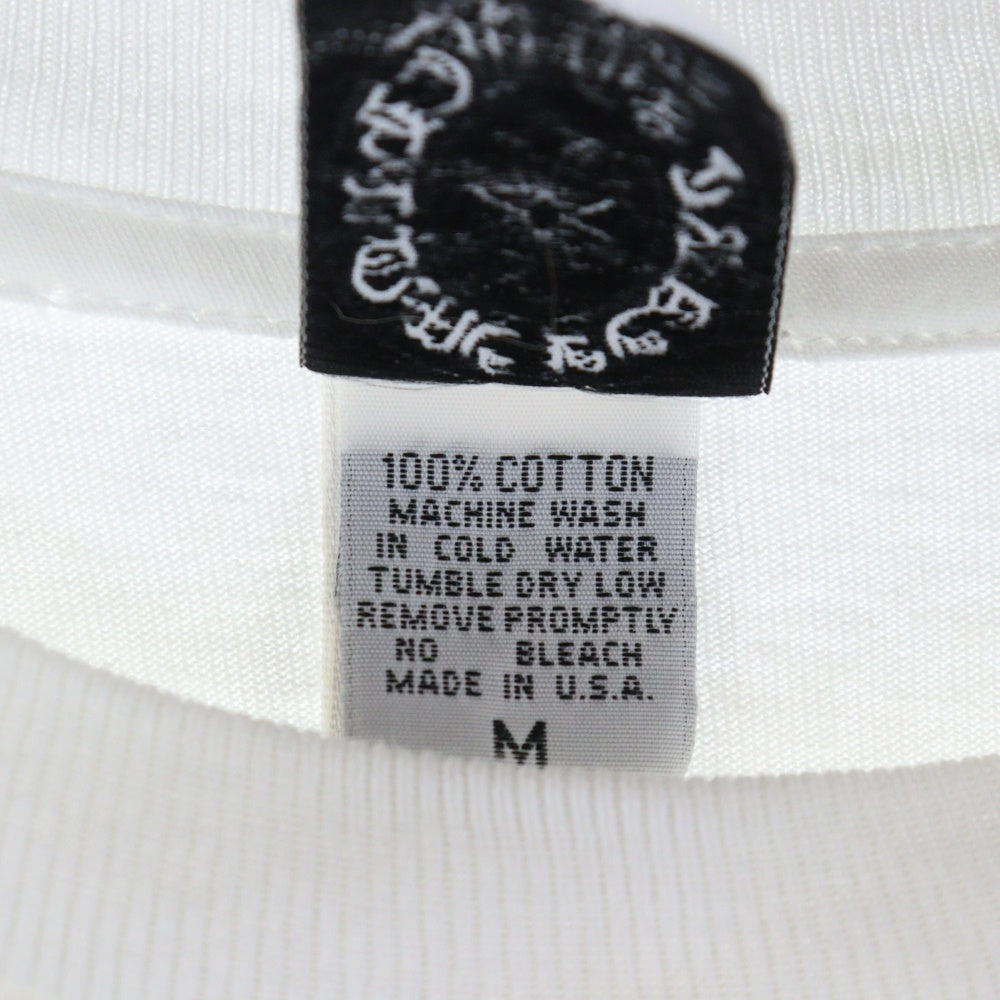 100% COTTON
MACHINE WASH
IN COLD WATER
TUMBLE DRY LOW
REMOVE PROMPTLY
NO BLEACH
MADE IN U.S.A.
M